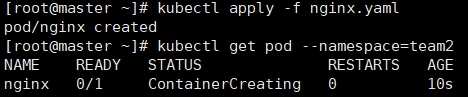 [root@master ~]# kubectl apply -f nginx.yaml
pod/nginx created
[root@master ~]# kubectl get pod --namespace=team2
NAME READY STATUS RESTARTS AGE
nginx 0/1 ContainerCreating 0 10s